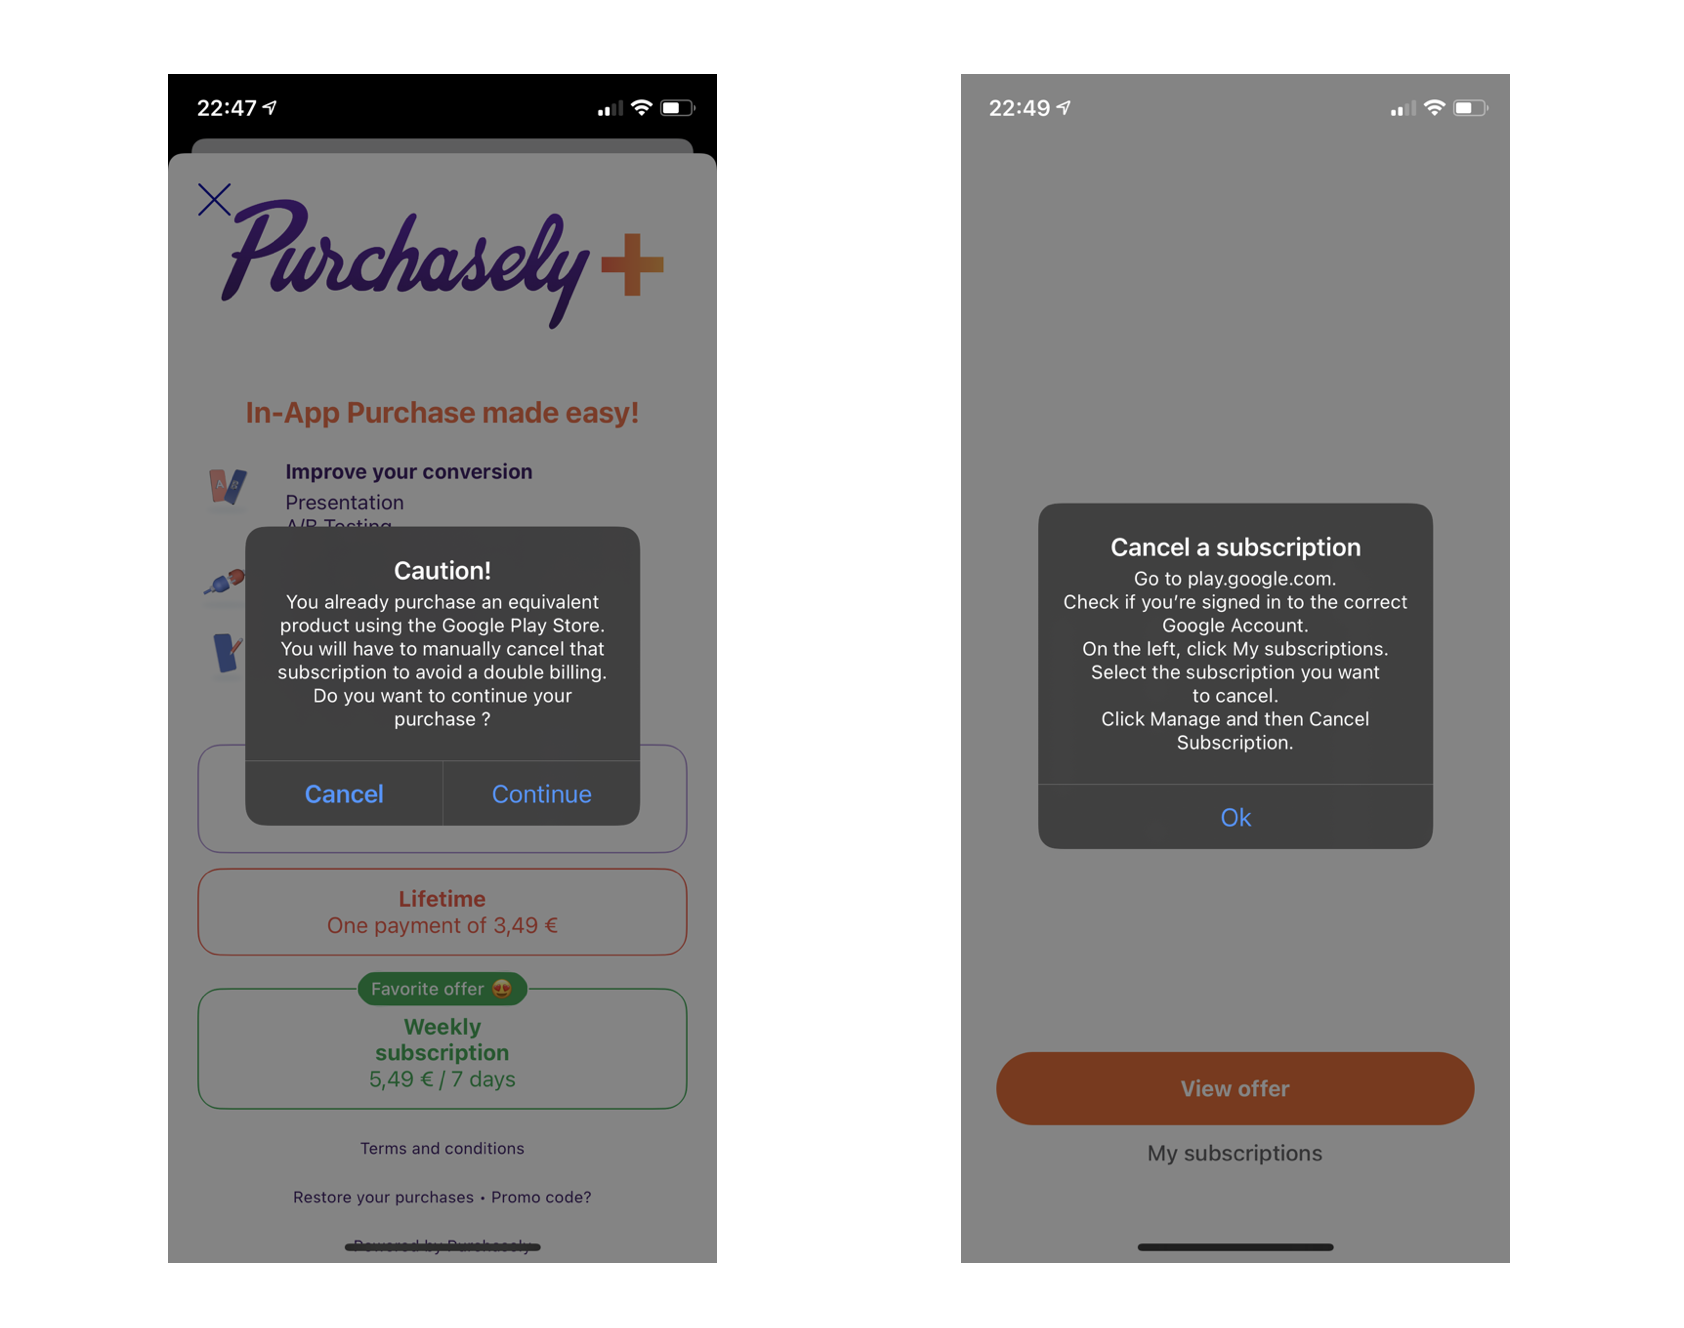 22:47
Purchasely+
In-App Purchase made easy!
Improve your conversion
Presentation
A/B Testing
Caution!
You already purchase an equivalent
product using the Google Play Store.
You will have to manually cancel that
subscription to avoid a double billing.
Do you want to continue your
purchase ?
Cancel
Continue
Lifetime
One payment of 3,49 €
Favorite offer 😍
Weekly
subscription
5,49 € / 7 days
Terms and conditions
Restore your purchases • Promo code?
Powered by Purchasely
22:49
Cancel a subscription
Go to play.google.com.
Check if you’re signed in to the correct
Google Account.
On the left, click My subscriptions.
Select the subscription you want
to cancel.
Click Manage and then Cancel
Subscription.
Ok
View offer
My subscriptions